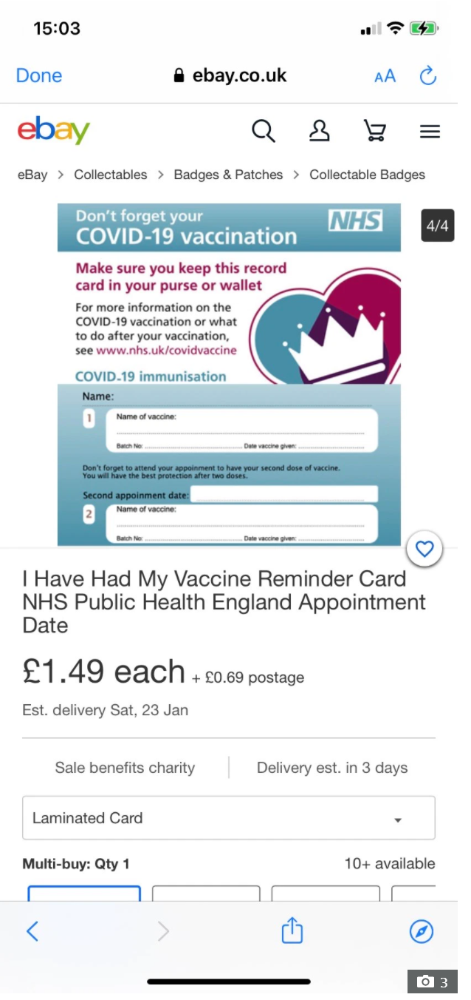 15:03
Done
ebay.co.uk
AA
ebay
eBay > Collectables > Badges & Patches > Collectable Badges
Don't forget your
COVID-19 vaccination
NHS
4/4
Make sure you keep this record
card in your purse or wallet
For more information on the
COVID-19 vaccination or what
to do after your vaccination,
see www.nhs.uk/covidvaccine
COVID-19 immunisation
Name:
1
Name of vaccine:
Batch No: Date vaccine given:
Don't forget to attend your appoinment to have your second dose of vaccine.
You will have the best protection after two doses.
Second appoinment date:
2
Name of vaccine:
Batch No: Date vaccine given:
I Have Had My Vaccine Reminder Card
NHS Public Health England Appointment
Date
£1.49 each + £0.69 postage
Est. delivery Sat, 23 Jan
Sale benefits charity
Delivery est. in 3 days
Laminated Card
Multi-buy: Qty 1
10+ available
3